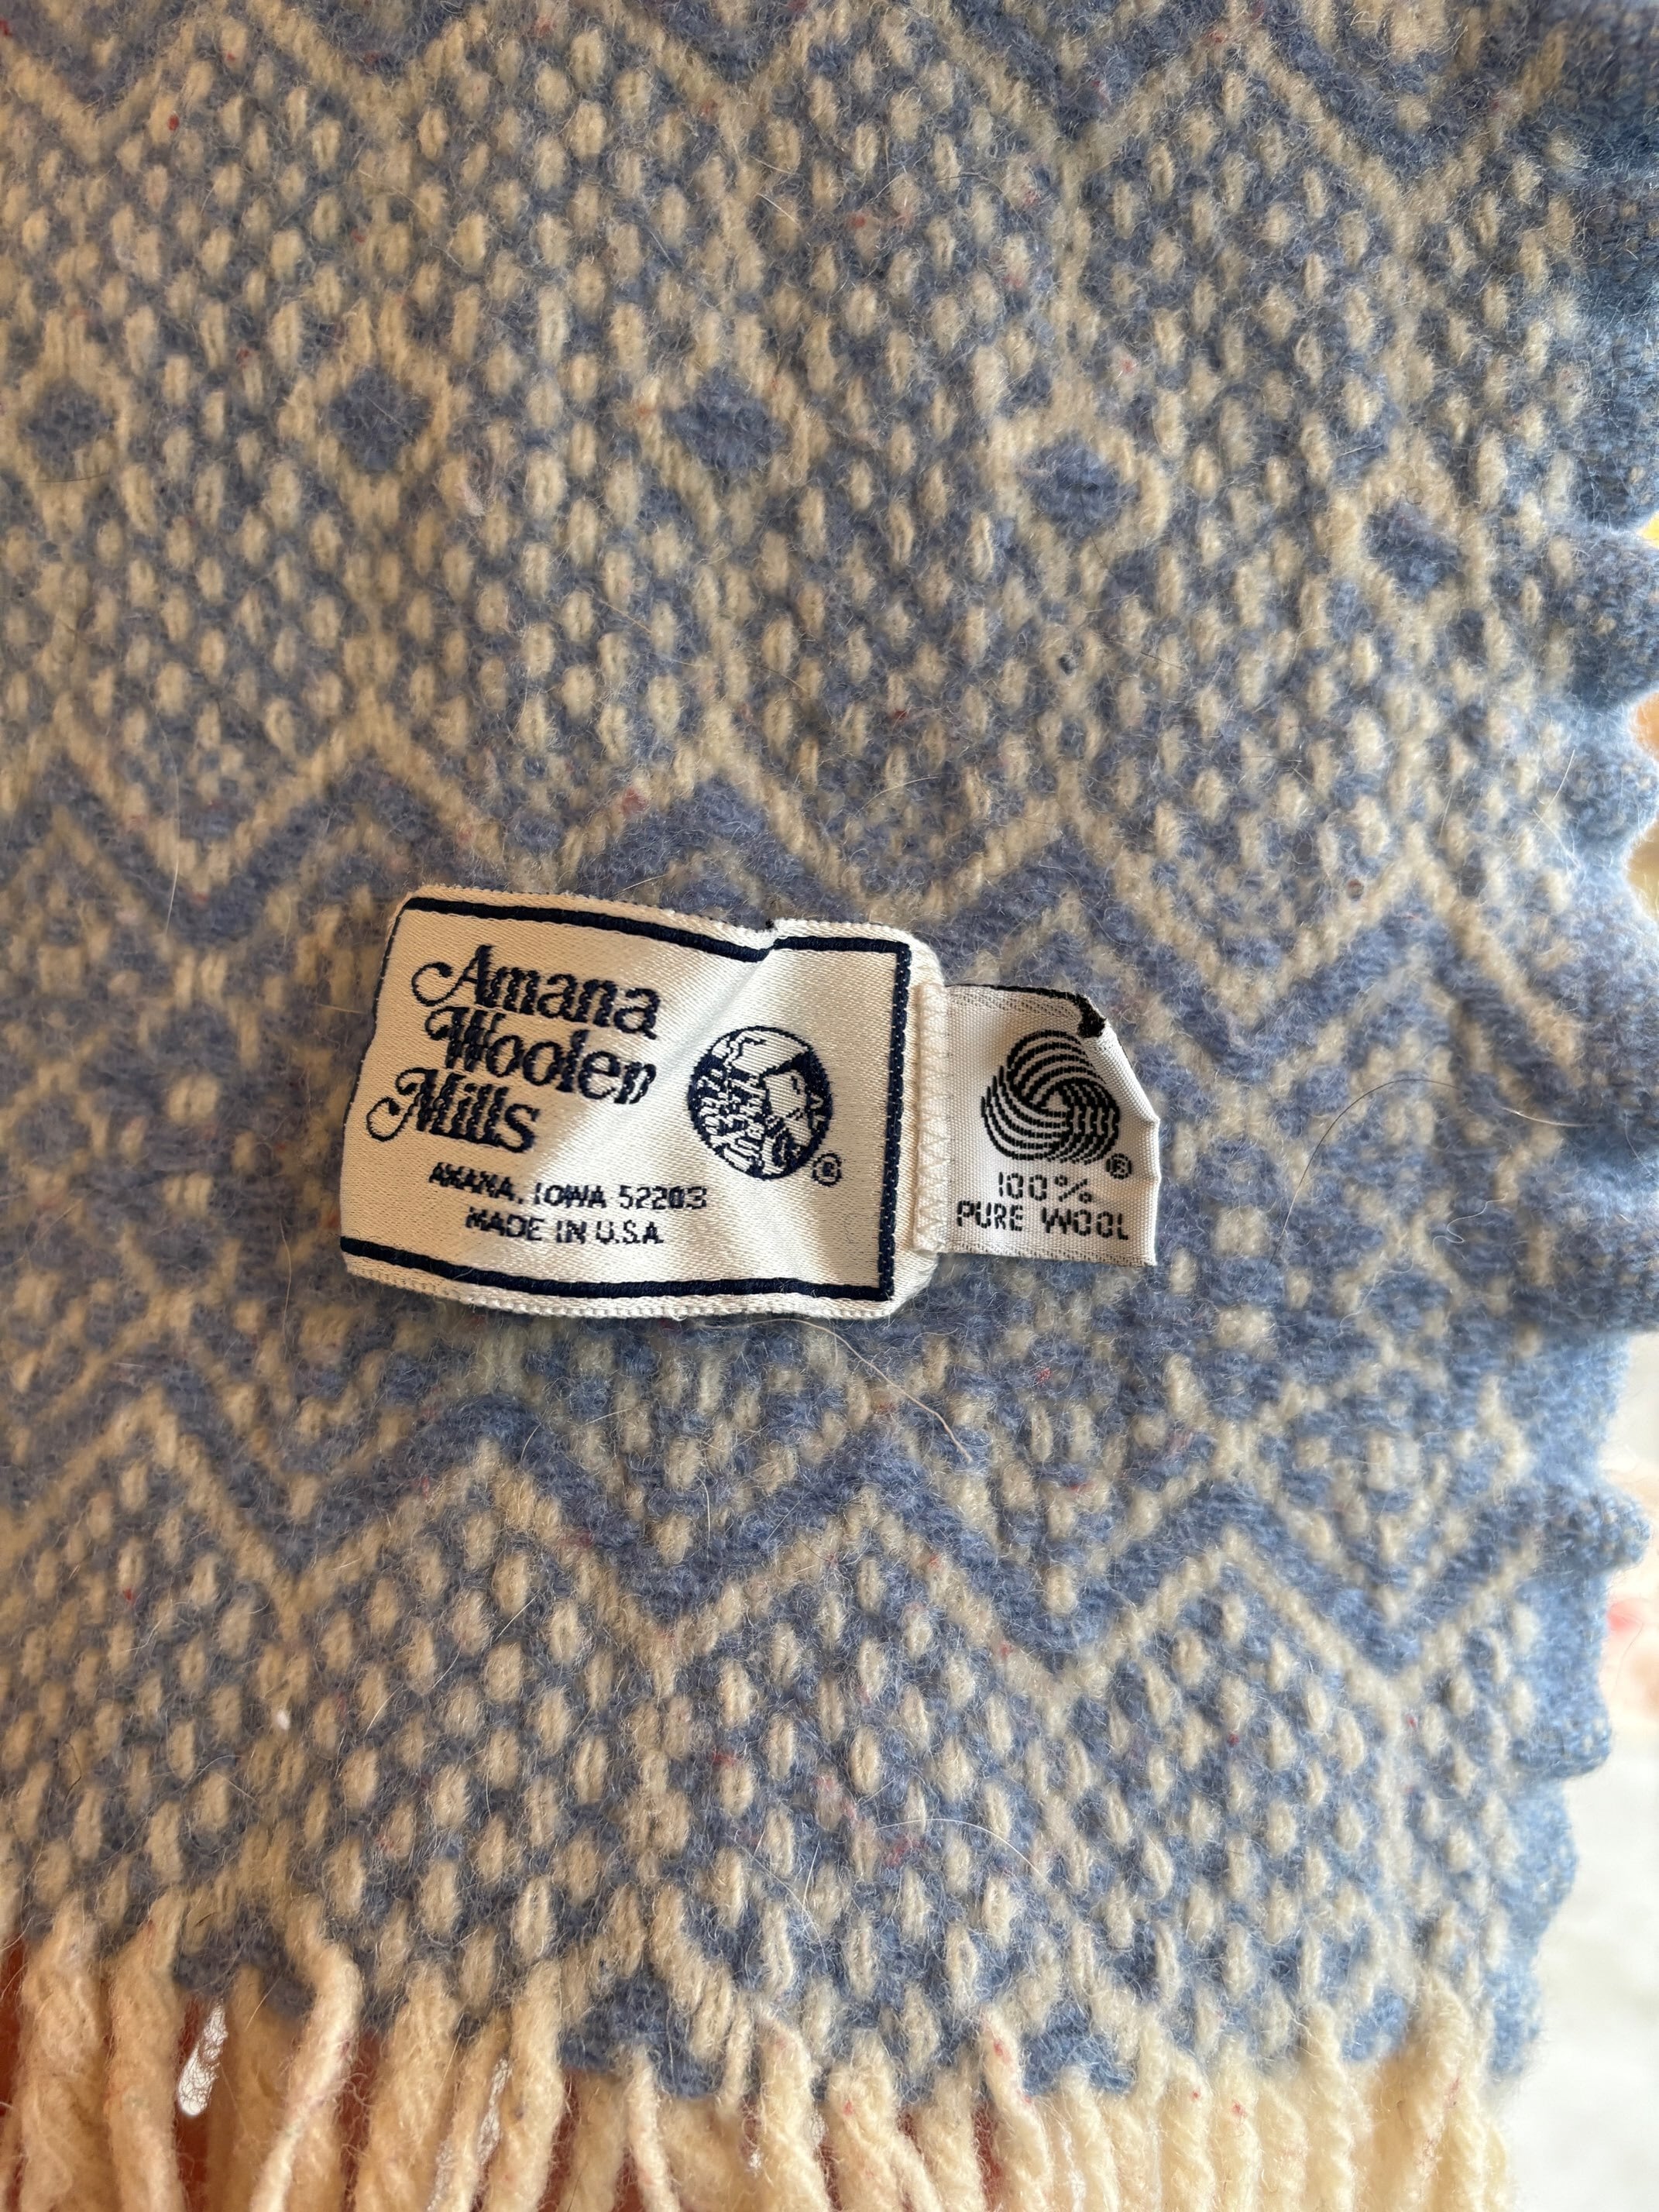 Amana
Woolen
Mills
AMANA, IOWA 52203
MADE IN U.S.A.
®
®
100%
PURE WOOL